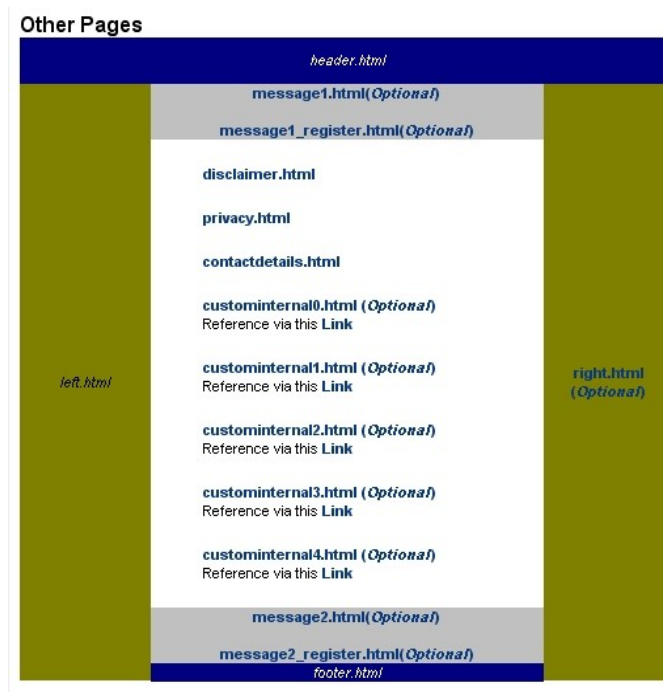 Other Pages
header.html
message1.html(Optional)
message1_register.html(Optional)
disclaimer.html
privacy.html
contactdetails.html
custominternal0.html (Optional)
Reference via this Link
custominternal1.html (Optional)
Reference via this Link
custominternal2.html (Optional)
Reference via this Link
custominternal3.html (Optional)
Reference via this Link
custominternal4.html (Optional)
Reference via this Link
left.html
right.html
(Optional)
message2.html(Optional)
message2_register.html(Optional)
footer.html